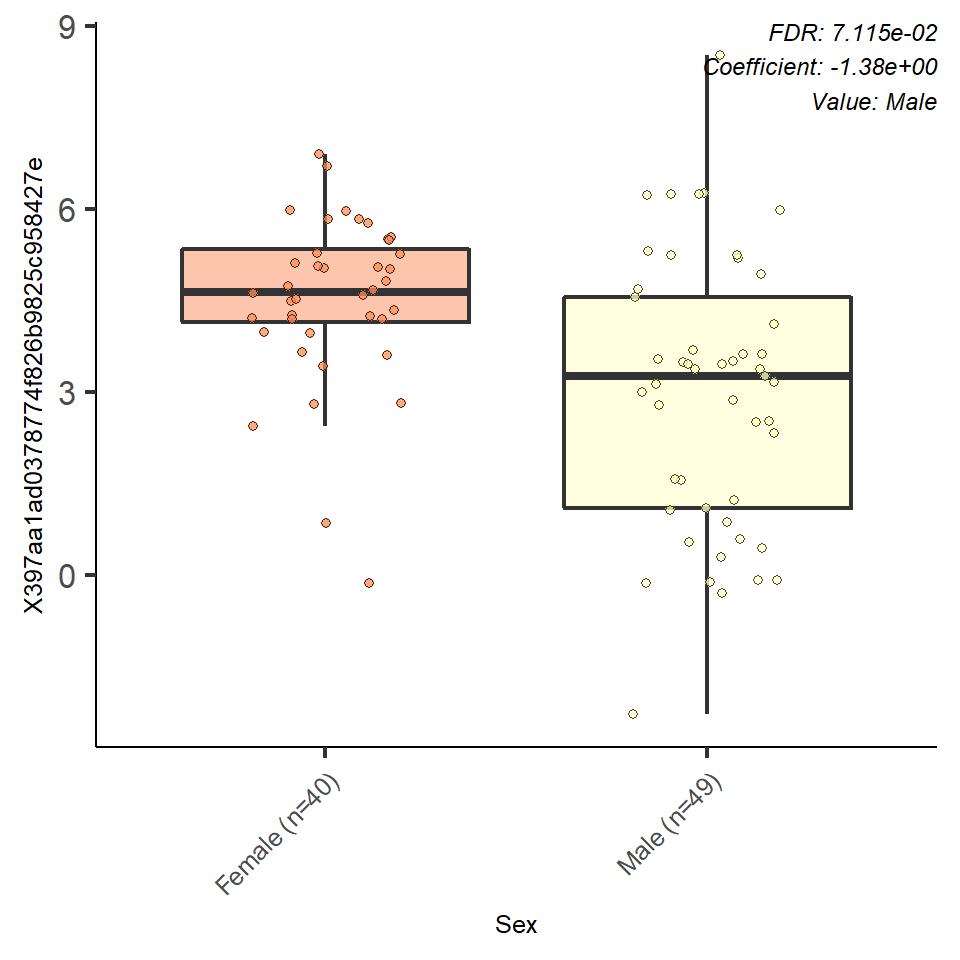 FDR: 7.115e-02
Coefficient: -1.38e+00
Value: Male
9
6
3
0
X397aa1ad0378774f826b9825c958427e
Female (n=40)
Male (n=49)
Sex